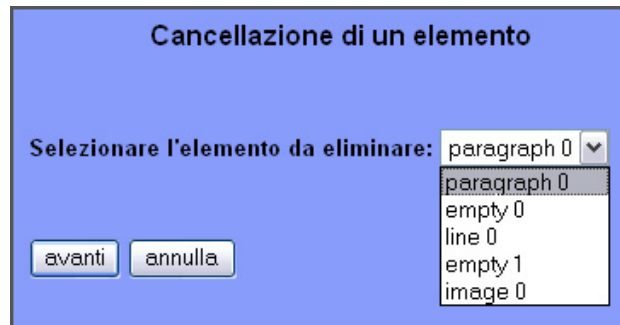 Cancellazione di un elemento
Selezionare l'elemento da eliminare: paragraph 0
paragraph 0
empty 0
line 0
empty 1
image 0
avanti annulla